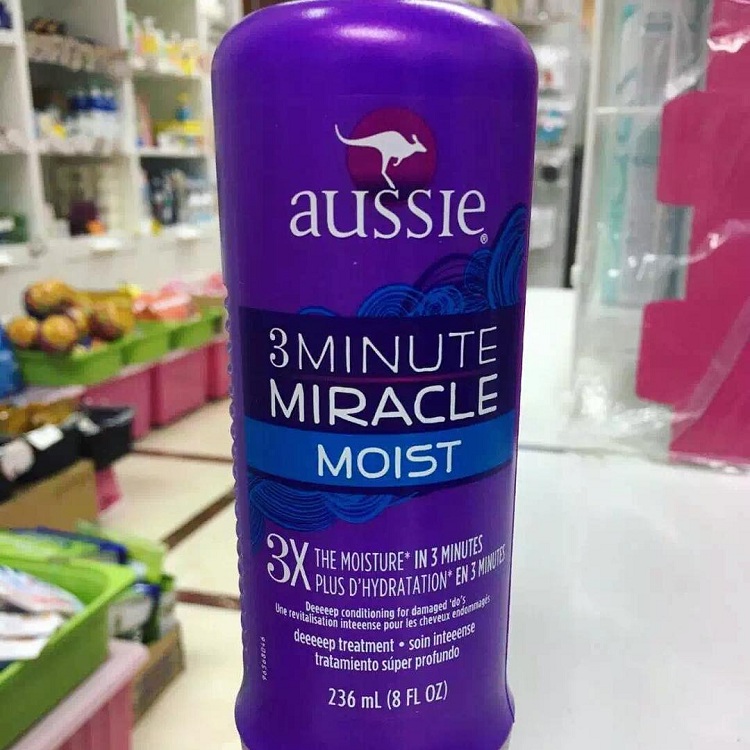 aussie®
3 MINUTE
MIRACLE
MOIST
3X THE MOISTURE* IN 3 MINUTES
PLUS D'HYDRATATION* EN 3 MINUTES
Deeeeep conditioning for damaged 'do's
Une revitalisation inteeense pour les cheveux endommagés
deeeeep treatment • soin inteeense
tratamiento súper profundo
236 mL (8 FL OZ)